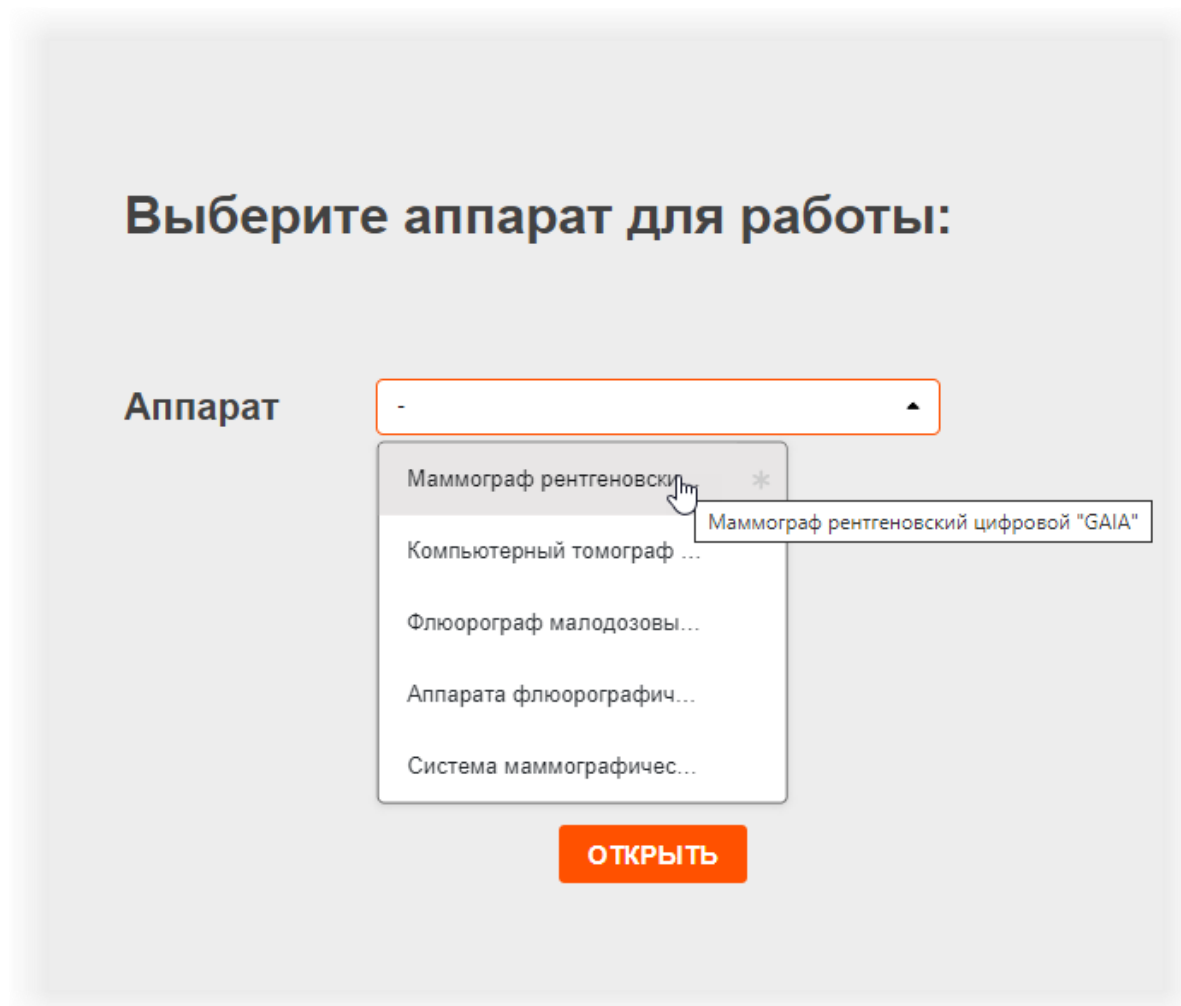 Выберите аппарат для работы:
Аппарат
-
Маммограф рентгеновски...
Маммограф рентгеновский цифровой "GAIA"
Компьютерный томограф ...
Флюорограф малодозовы...
Аппарата флюорографич...
Система маммографичес...
ОТКРЫТЬ